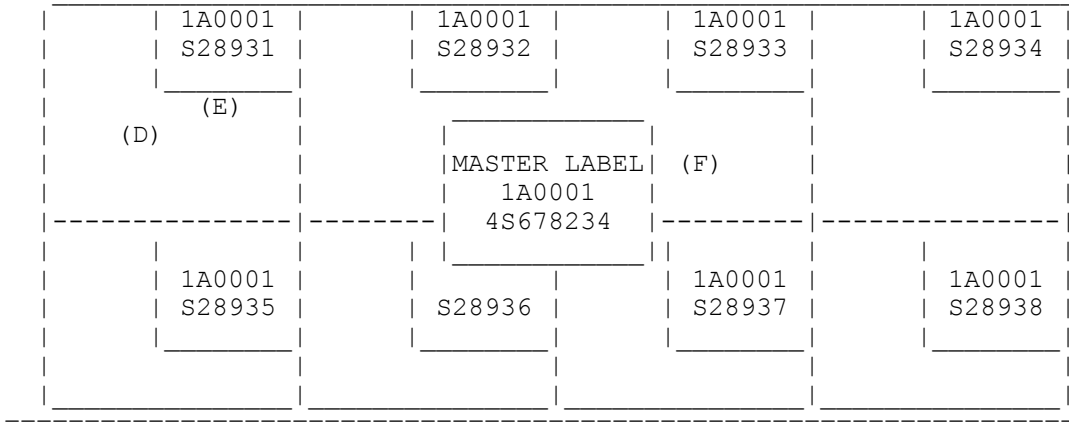 1A0001 1A0001 1A0001 1A0001
S28931 S28932 S28933 S28934
(E)
(D)
MASTER LABEL (F)
1A0001
4S678234
1A0001 1A0001 1A0001
S28935 S28936 S28937 S28938